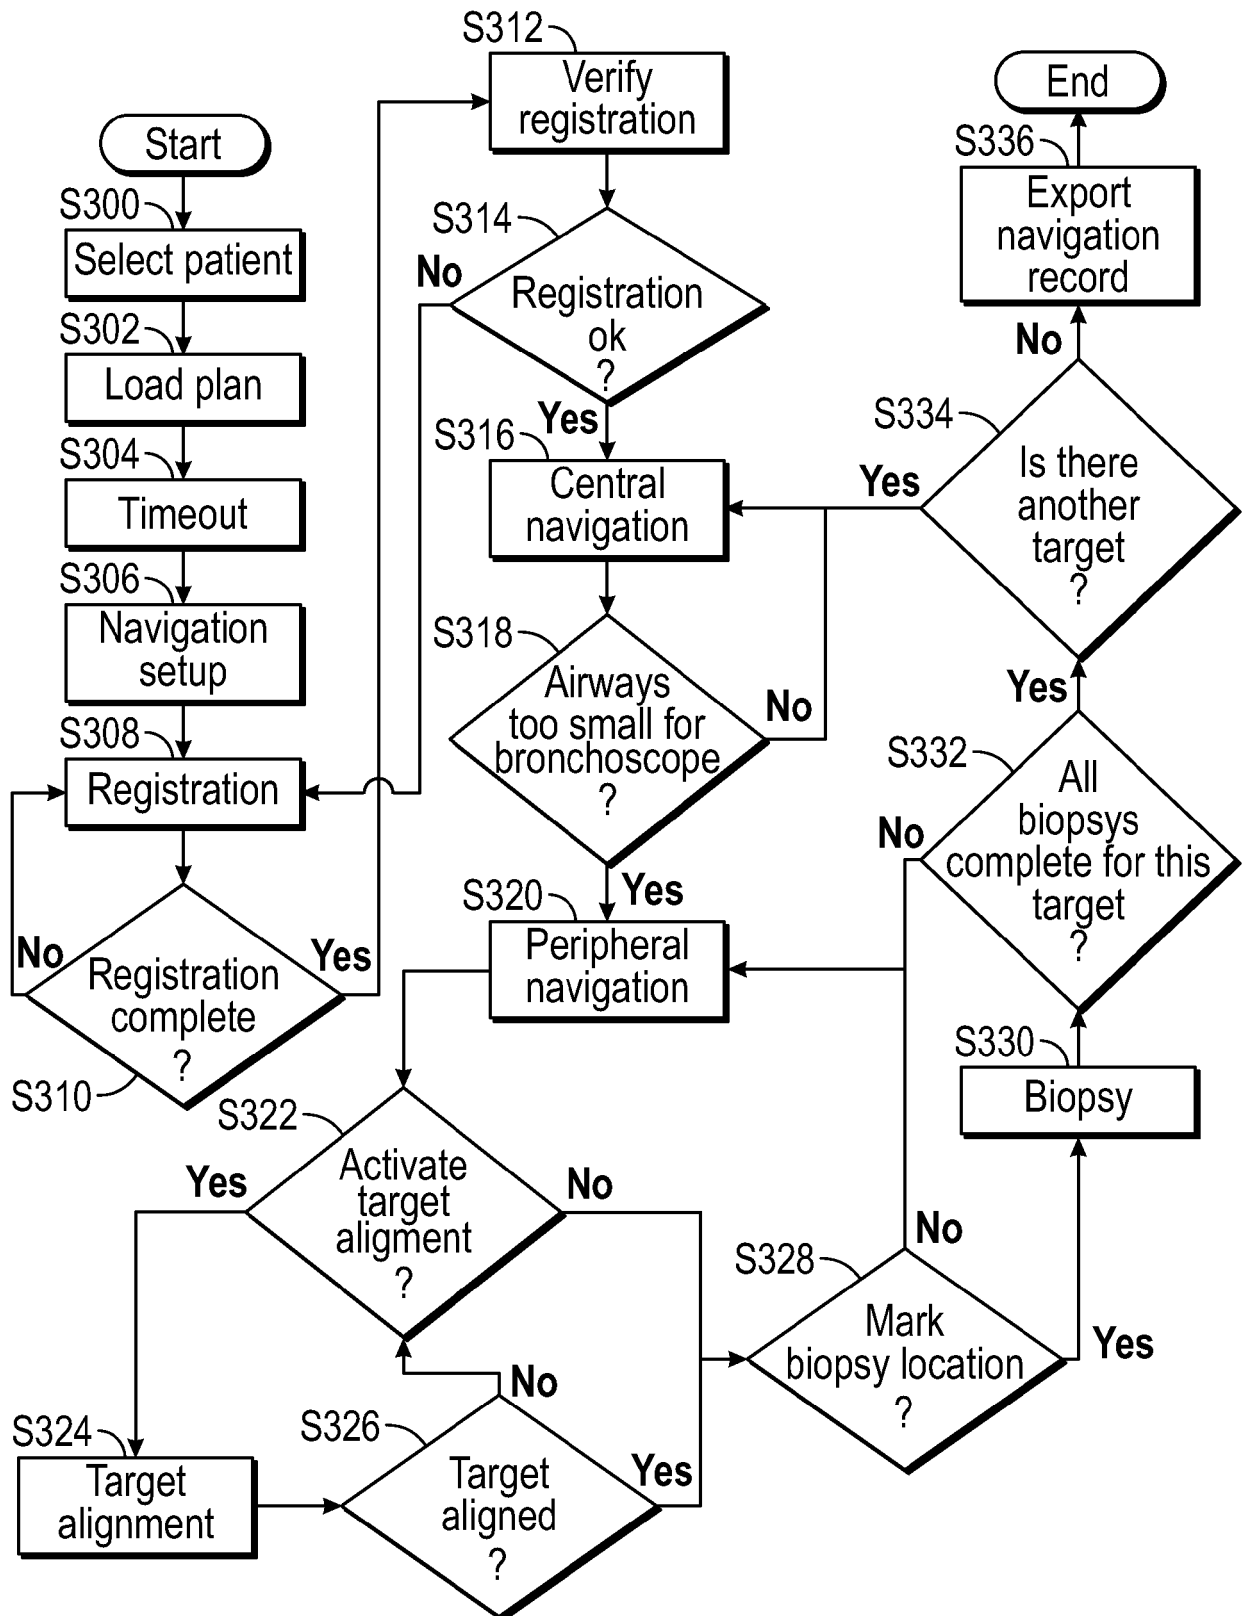 Start
S300
Select patient
S302
Load plan
S304
Timeout
S306
Navigation
setup
S308
Registration
No
Yes
Registration
complete
?
S310
S312
Verify
registration
S314
No
Registration
ok
?
Yes
S316
Central
navigation
S318
Airways
too small for
bronchoscope
?
No
Yes
S320
Peripheral
navigation
S322
Yes
Activate
target
aligment
?
No
S324
Target
alignment
S326
No
Target
aligned
?
Yes
S328
No
Mark
biopsy location
?
Yes
S330
Biopsy
S332
No
All
biopsys
complete for this
target
?
Yes
S334
Yes
Is there
another
target
?
No
S336
Export
navigation
record
End